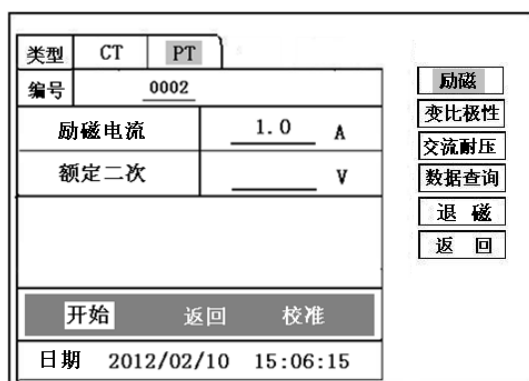 类型 CT PT
编号 0002
励磁电流 1.0 A
额定二次 V
开始 返回 校准
日期 2012/02/10 15:06:15
励磁
变比极性
交流耐压
数据查询
退 磁
返 回